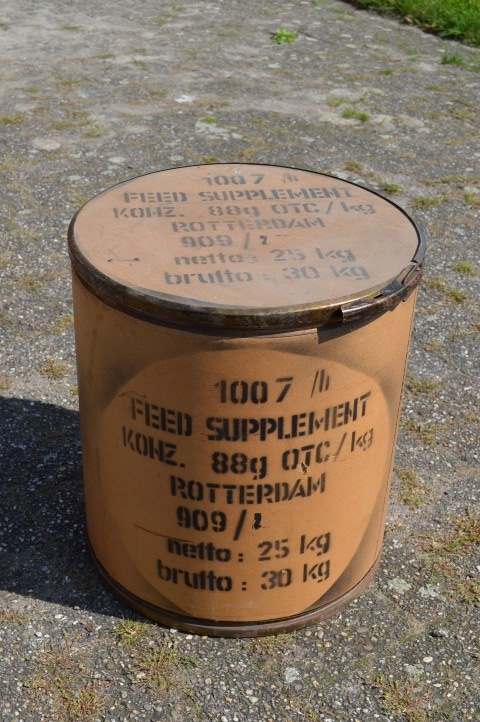 1007 /h
FEED SUPPLEMENT
KONZ. 88g OTC/kg
ROTTERDAM
909/
netto: 25 kg
brutto: 30 kg
1007 /h
FEED SUPPLEMENT
KONZ. 88g OTC/kg
ROTTERDAM
909/
netto: 25 kg
brutto: 30 kg